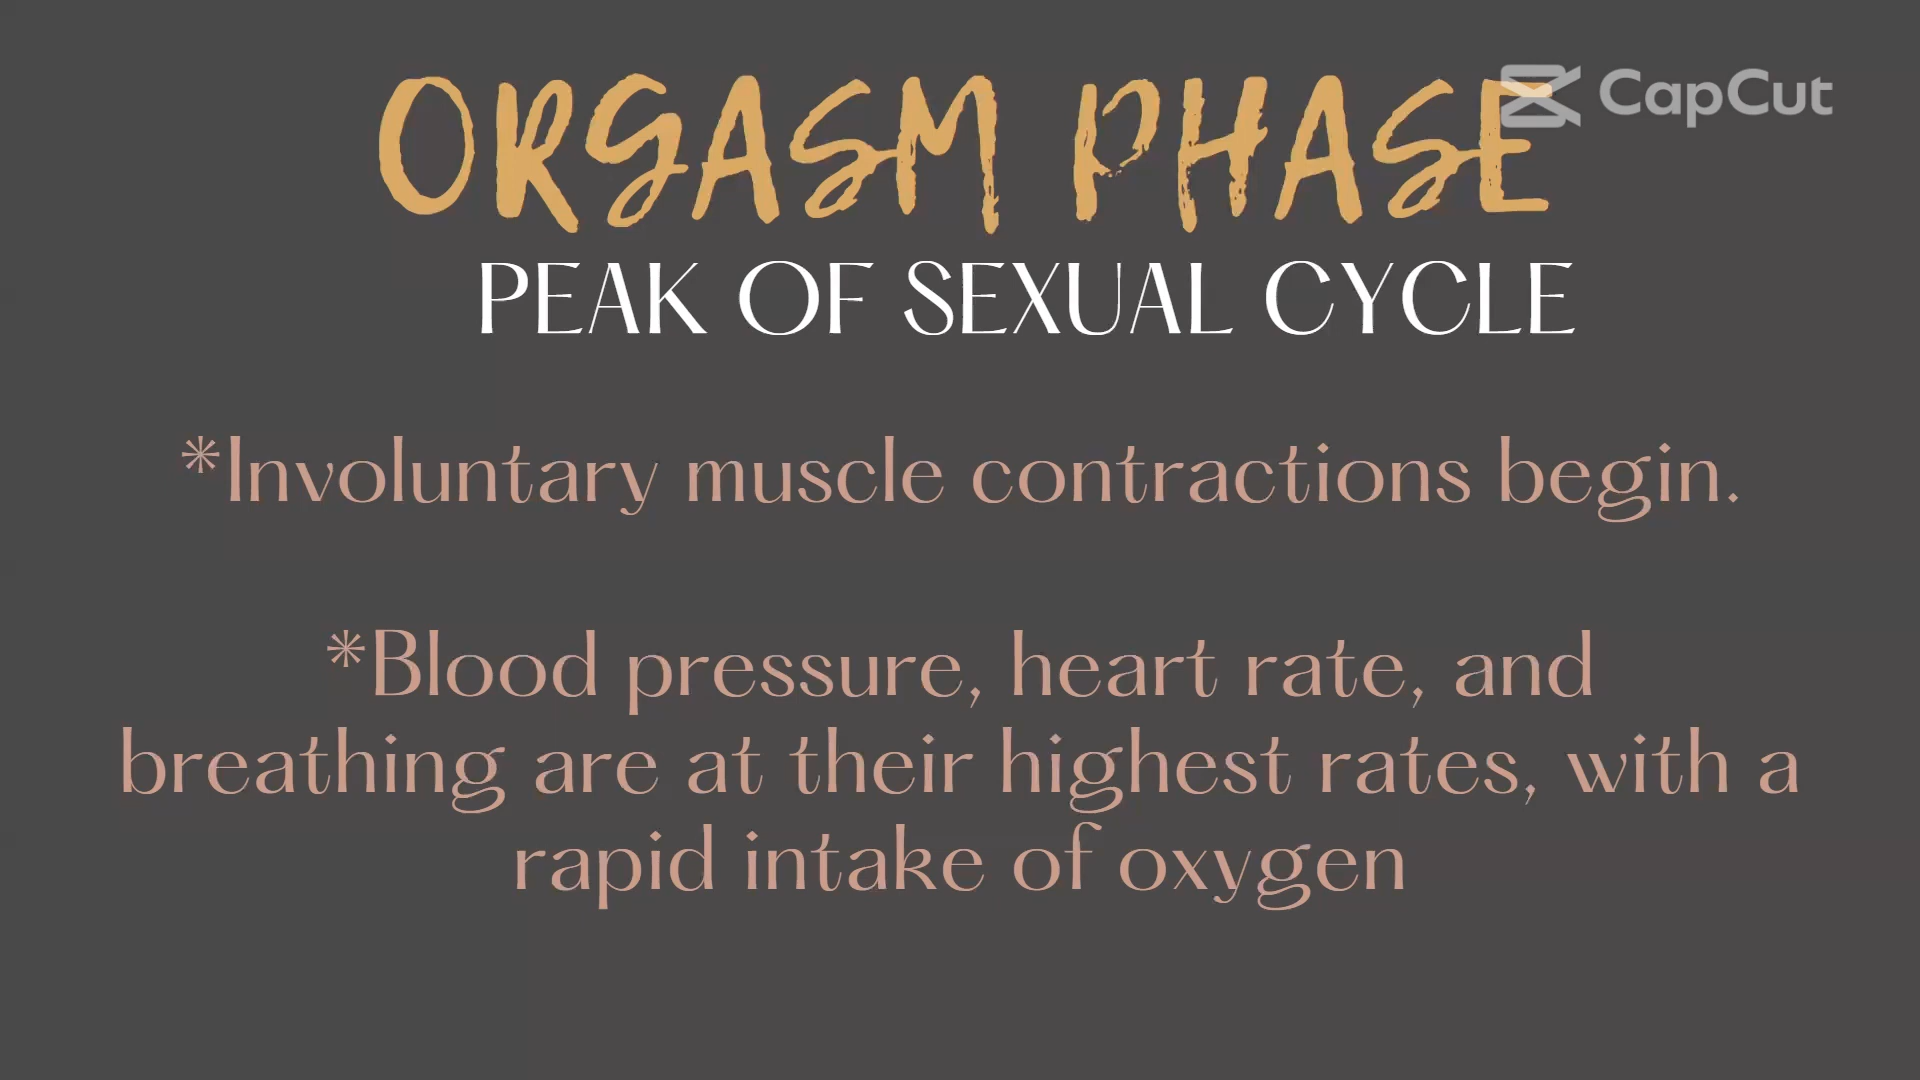 ORGASM PHASE
CapCut
PEAK OF SEXUAL CYCLE
*Involuntary muscle contractions begin.
*Blood pressure, heart rate, and
breathing are at their highest rates, with a
rapid intake of oxygen